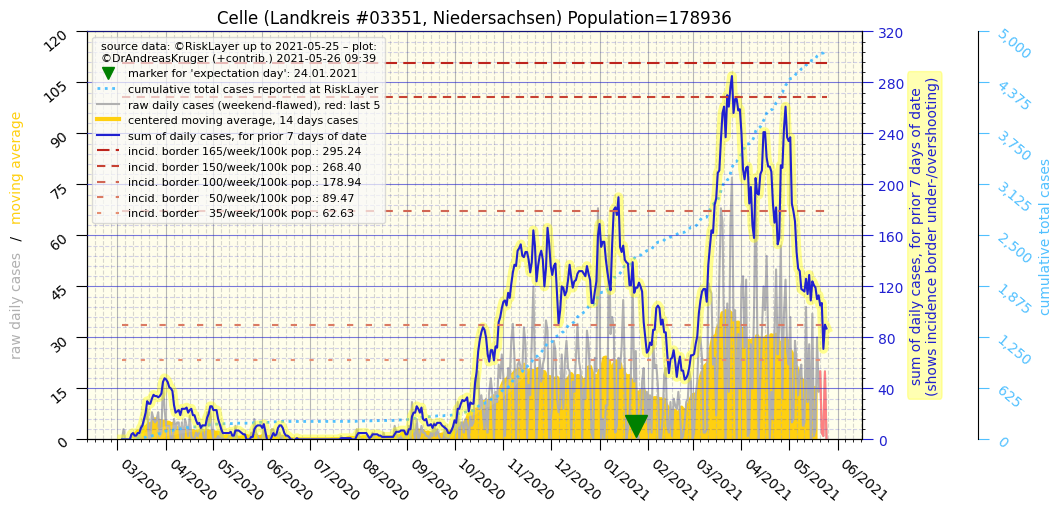 Celle (Landkreis #03351, Niedersachsen) Population=178936
source data: ©RiskLayer up to 2021-05-25 – plot:
©DrAndreasKruger (+contrib.) 2021-05-26 09:39
marker for 'expectation day': 24.01.2021
cumulative total cases reported at RiskLayer
raw daily cases (weekend-flawed), red: last 5
centered moving average, 14 days cases
sum of daily cases, for prior 7 days of date
incid. border 165/week/100k pop.: 295.24
incid. border 150/week/100k pop.: 268.40
incid. border 100/week/100k pop.: 178.94
incid. border 50/week/100k pop.: 89.47
incid. border 35/week/100k pop.: 62.63
raw daily cases / moving average
120
105
90
75
60
45
30
15
0
03/2020
04/2020
05/2020
06/2020
07/2020
08/2020
09/2020
10/2020
11/2020
12/2020
01/2021
02/2021
03/2021
04/2021
05/2021
06/2021
320
280
240
200
160
120
80
40
0
sum of daily cases, for prior 7 days of date
(shows incidence border under-/overshooting)
5,000
4,375
3,750
3,125
2,500
1,875
1,250
625
0
cumulative total cases